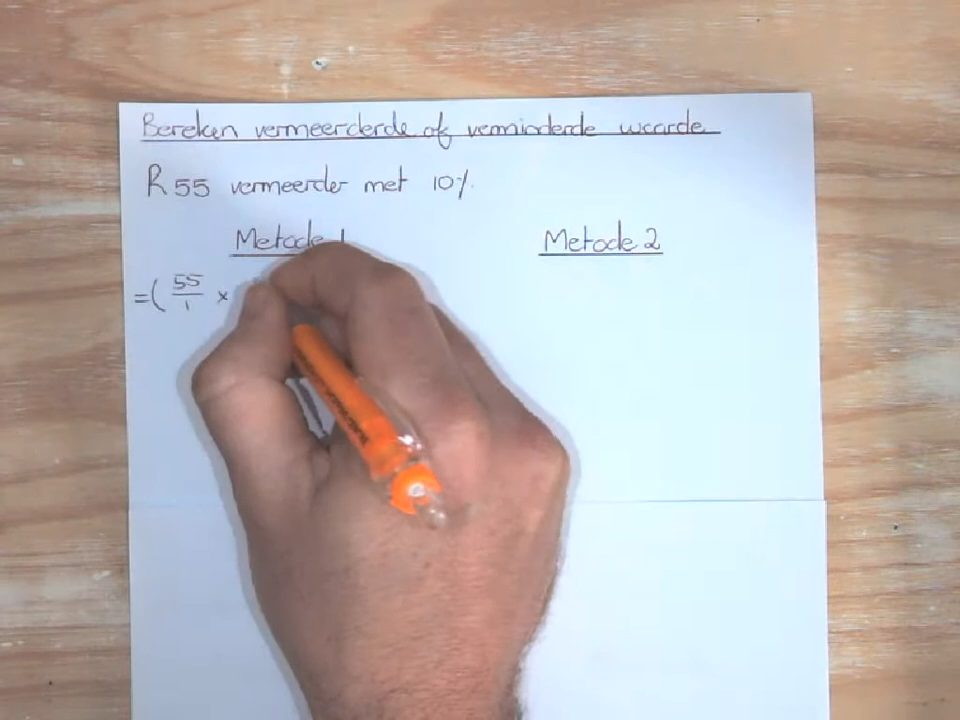 Bereken vermeerderde of verminderde waarde
R55 vermeerder met 10%.
Metode 1
Metode 2
=( 55/1 ×